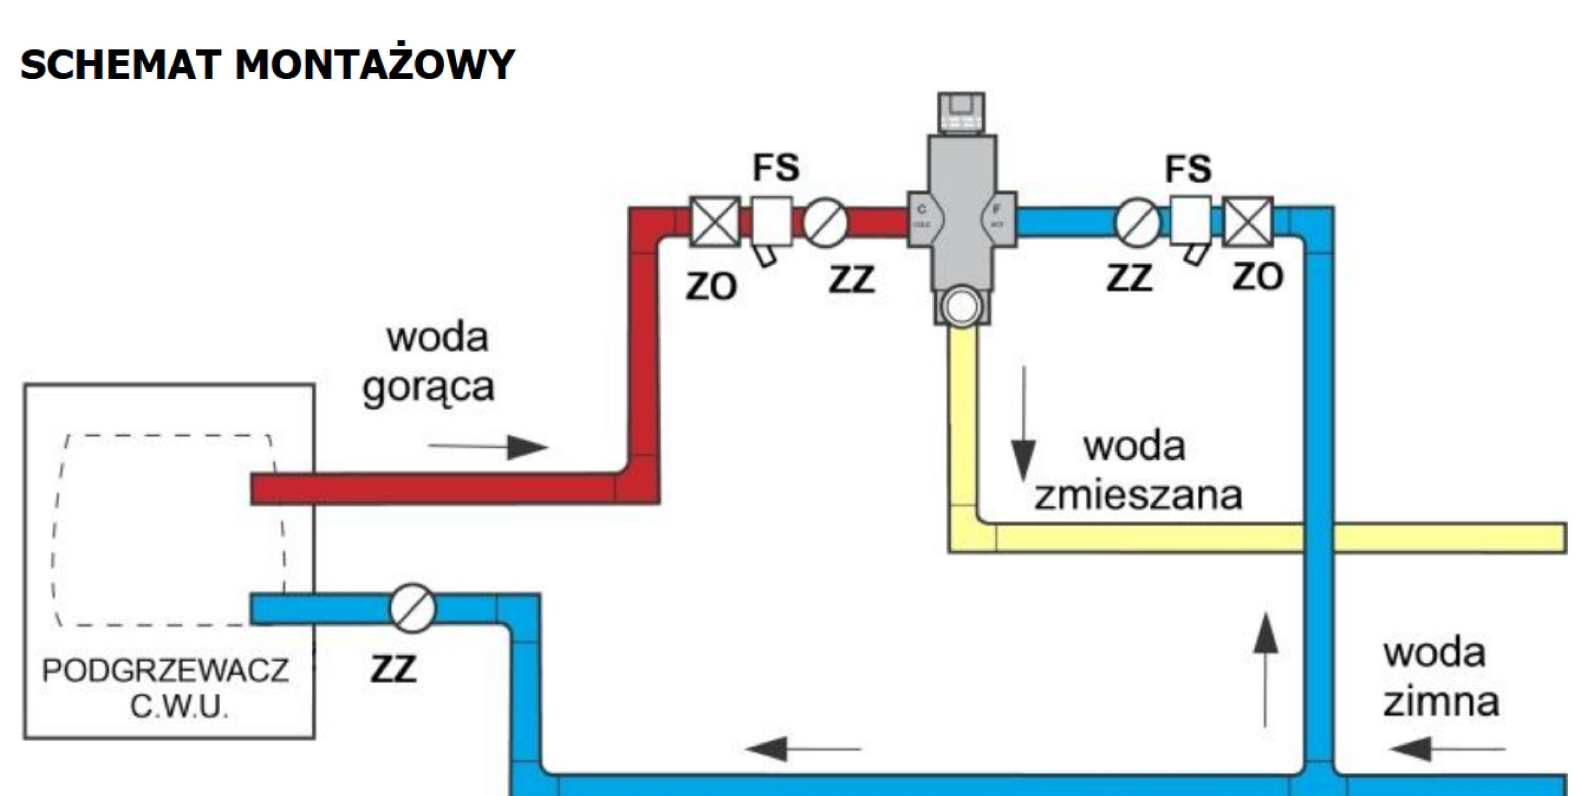 SCHEMAT MONTAŻOWY
FS
FS
C
F
ZO
ZZ
ZZ
ZO
woda
gorąca
woda
zmieszana
PODGRZEWACZ
C.W.U.
ZZ
woda
zimna